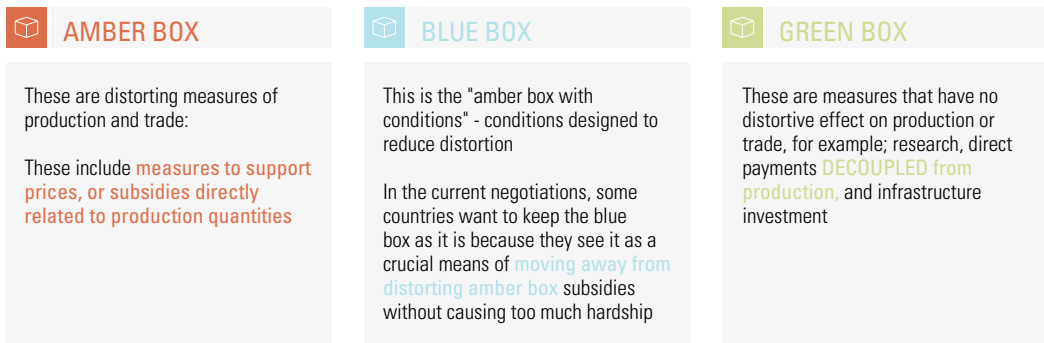 AMBER BOX
These are distorting measures of
production and trade:
These include measures to support
prices, or subsidies directly
related to production quantities
BLUE BOX
This is the "amber box with
conditions" - conditions designed to
reduce distortion
In the current negotiations, some
countries want to keep the blue
box as it is because they see it as a
crucial means of moving away from
distorting amber box subsidies
without causing too much hardship
GREEN BOX
These are measures that have no
distortive effect on production or
trade, for example; research, direct
payments DECOUPLED from
production, and infrastructure
investment